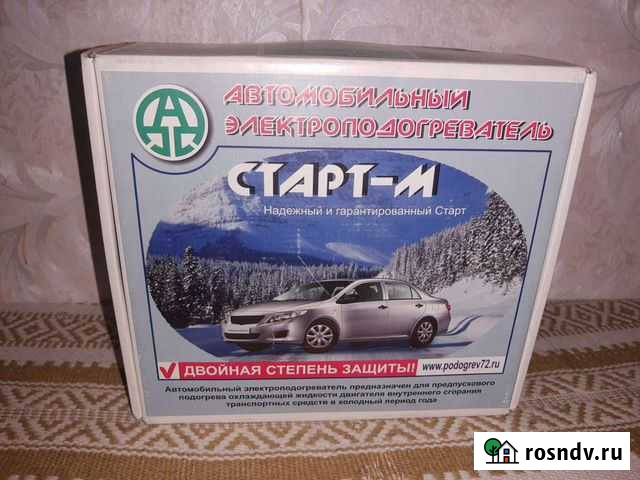 АВТОМОБИЛЬНЫЙ
ЭЛЕКТРОПОДОГРЕВАТЕЛЬ
СТАРТ-М
Надежный и гарантированный Старт
ДВОЙНАЯ СТЕПЕНЬ ЗАЩИТЫ!
www.podogrev72.ru
Автомобильный электроподогреватель предназначен для предпускового
подогрева охлаждающей жидкости двигателя внутреннего сгорания
транспортных средств в холодный период года
rosndv.ru